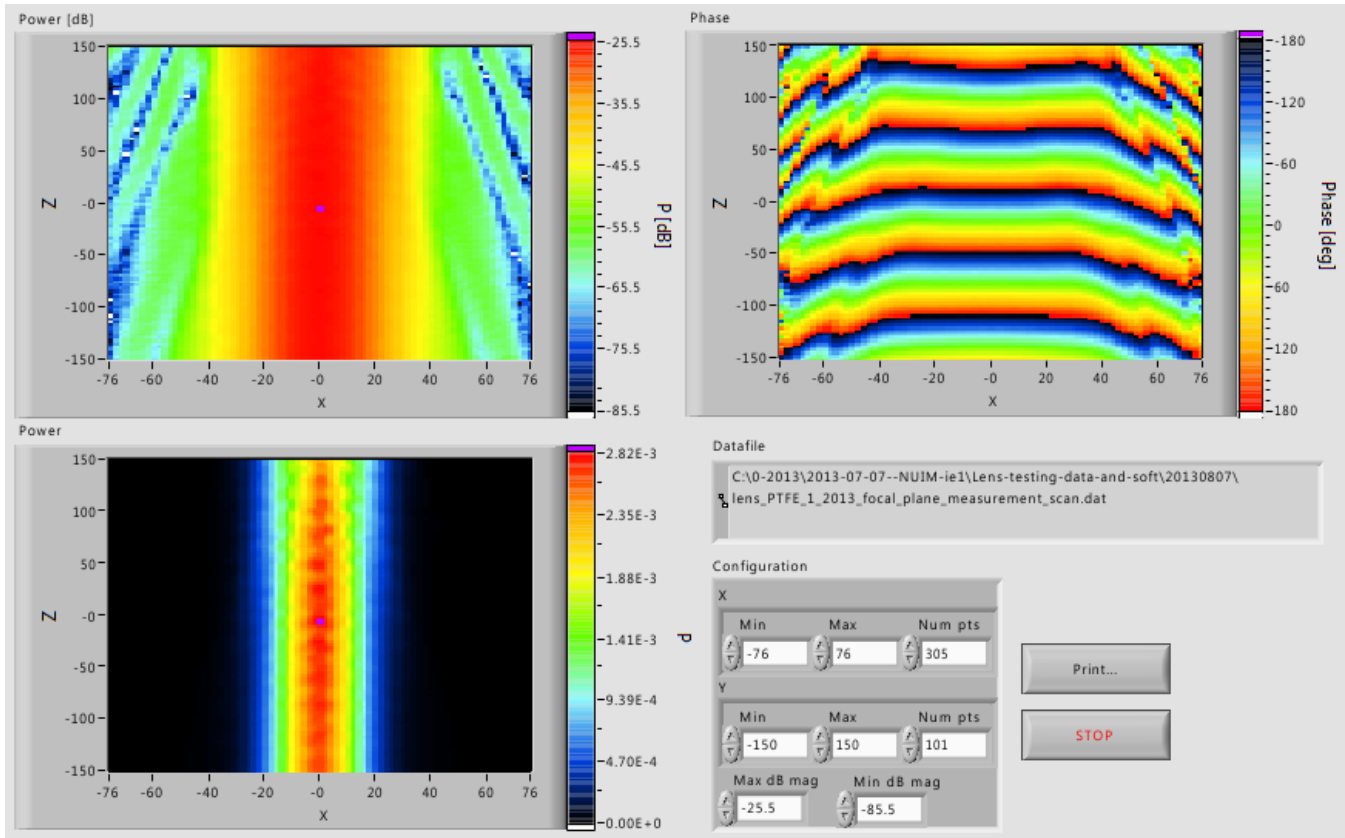 Power [dB]
150
100
50
-0
-50
-100
-150
Z
-76 -60 -40 -20 -0 20 40 60 76
X
-25.5
-35.5
-45.5
-55.5
-65.5
-75.5
-85.5
P [dB]
Phase
150
100
50
-0
-50
-100
-150
Z
-76 -60 -40 -20 -0 20 40 60 76
X
-180
-120
-60
-0
60
120
180
Phase [deg]
Power
150
100
50
-0
-50
-100
-150
Z
-76 -60 -40 -20 -0 20 40 60 76
X
2.82E-3
2.35E-3
1.88E-3
1.41E-3
9.39E-4
4.70E-4
0.00E+0
P
Datafile
C:\0-2013\2013-07-07--NUIM-ie1\Lens-testing-data-and-soft\20130807\
lens_PTFE_1_2013_focal_plane_measurement_scan.dat
Configuration
X
Min Max Num pts
-76 76 305
Y
Min Max Num pts
-150 150 101
Max dB mag Min dB mag
-25.5 -85.5
Print...
STOP